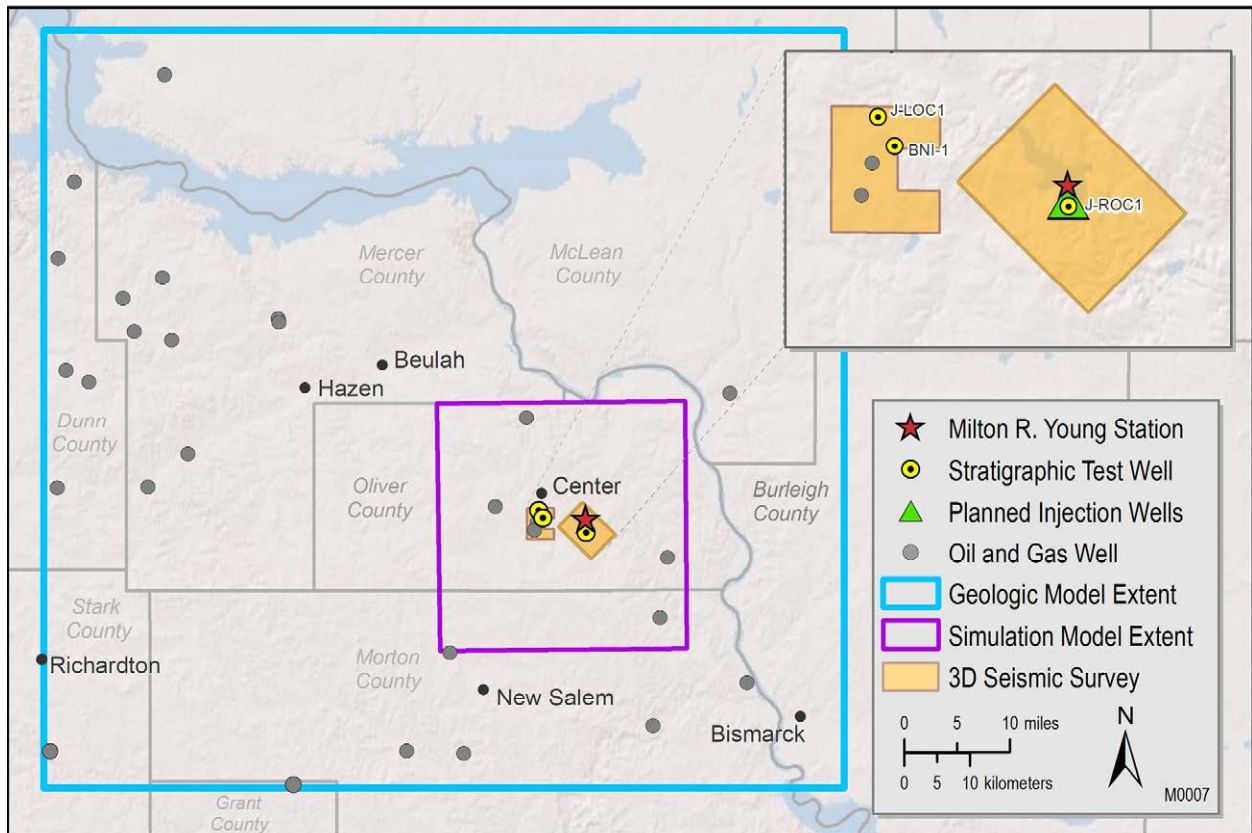 J-LOC1
BNI-1
J-ROC1
Mercer
County
McLean
County
Beulah
Hazen
Dunn
County
Oliver
County
Center
Burleigh
County
Stark
County
Richardton
Morton
County
New Salem
Bismarck
Grant
County
Milton R. Young Station
Stratigraphic Test Well
Planned Injection Wells
Oil and Gas Well
Geologic Model Extent
Simulation Model Extent
3D Seismic Survey
0 5 10 miles
0 5 10 kilometers
N
M0007